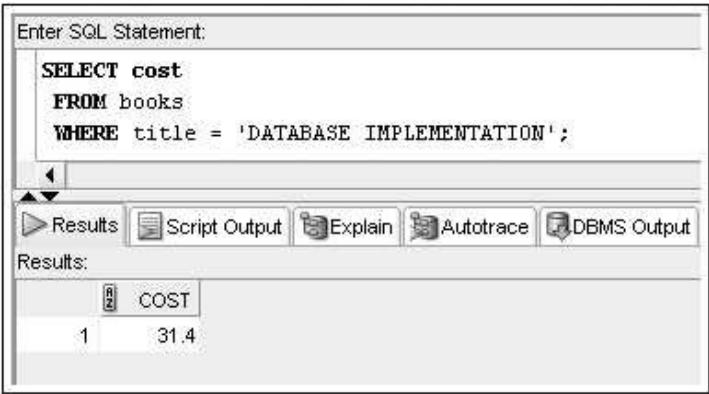 Enter SQL Statement:
SELECT cost
FROM books
WHERE title = 'DATABASE IMPLEMENTATION';
Results Script Output Explain Autotrace DBMS Output
Results:
COST
1 31.4